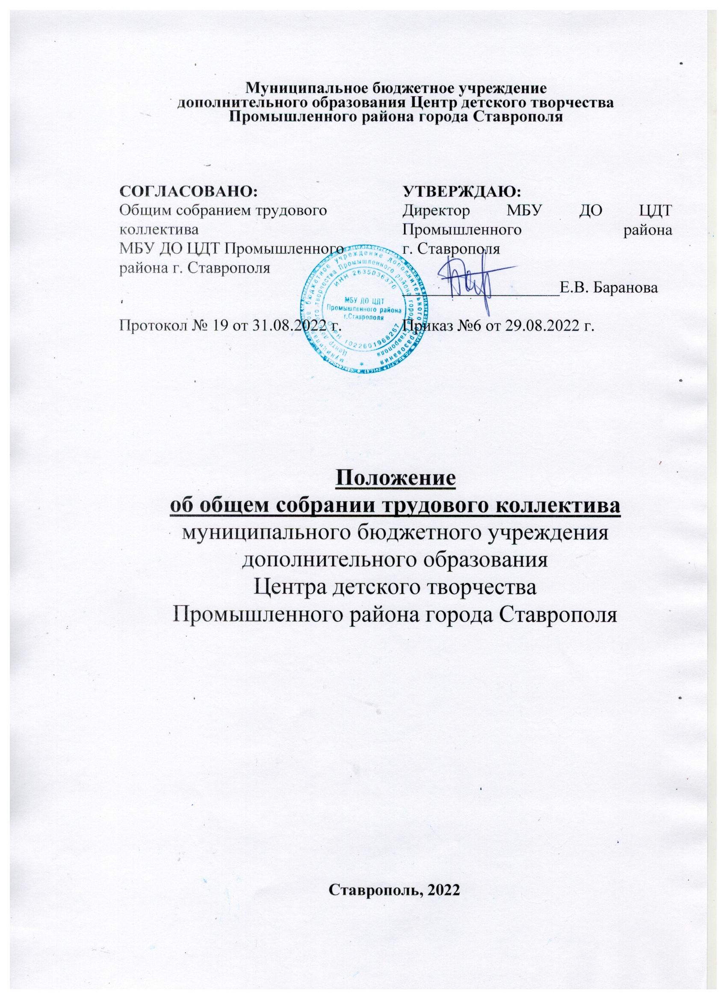 Муниципальное бюджетное учреждение
дополнительного образования Центр детского творчества
Промышленного района города Ставрополя
СОГЛАСОВАНО:
Общим собранием трудового
коллектива
МБУ ДО ЦДТ Промышленного
района г. Ставрополя
Протокол № 19 от 31.08.2022 г.
УТВЕРЖДАЮ:
Директор МБУ ДО ЦДТ
Промышленного района
г. Ставрополя
Е.В. Баранова
Приказ №6 от 29.08.2022 г.
Муниципальное бюджетное учреждение дополнительного образования
Центр детского творчества Промышленного района города Ставрополя
ИНН 2635036370
МБУ ДО ЦДТ
Промышленного района
г.Ставрополя
ОГРН 1022601968267
Положение
об общем собрании трудового коллектива
муниципального бюджетного учреждения
дополнительного образования
Центра детского творчества
Промышленного района города Ставрополя
Ставрополь, 2022